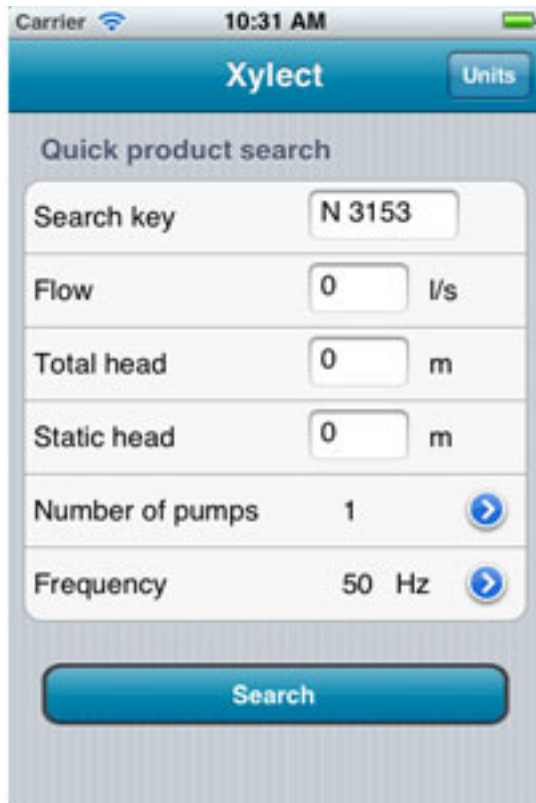 Carrier 10:31 AM
Xylect Units
Quick product search
Search key N 3153
Flow 0 l/s
Total head 0 m
Static head 0 m
Number of pumps 1
Frequency 50 Hz
Search